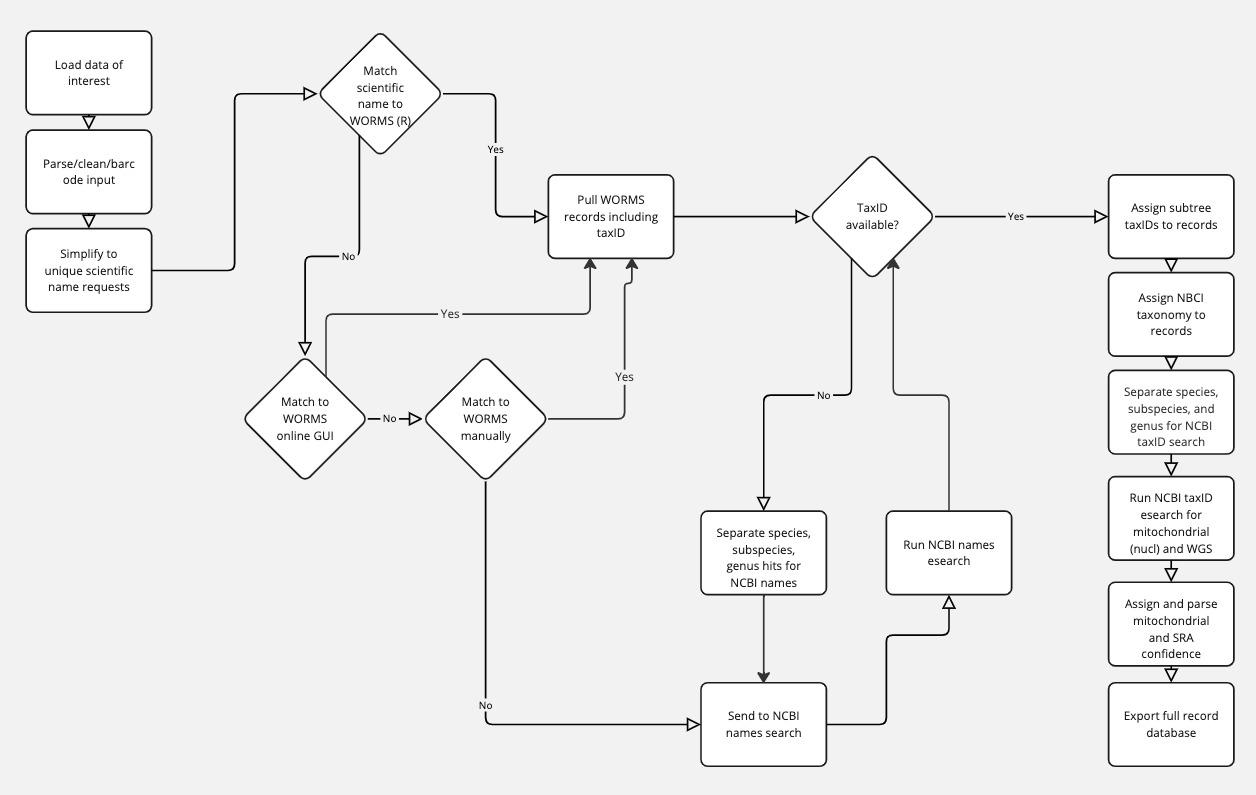 Load data of
interest
Parse/clean/barc
ode input
Simplify to
unique scientific
name requests
Match
scientific
name to
WORMS (R)
Yes
No
Pull WORMS
records including
taxID
Yes
Match to
WORMS
online GUI
No
Match to
WORMS
manually
Yes
No
TaxID
available?
Yes
No
Separate species,
subspecies,
genus hits for
NCBI names
Send to NCBI
names search
Run NCBI names
esearch
Assign subtree
taxIDs to records
Assign NBCI
taxonomy to
records
Separate species,
subspecies, and
genus for NCBI
taxID search
Run NCBI taxID
esearch for
mitochondrial
(nucl) and WGS
Assign and parse
mitochondrial
and SRA
confidence
Export full record
database